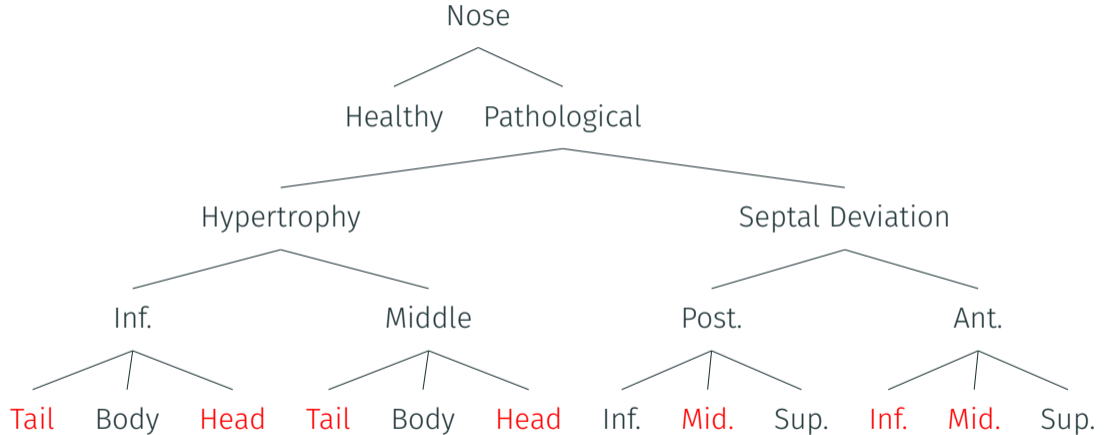 Nose
Healthy Pathological
Hypertrophy Septal Deviation
Inf. Middle Post. Ant.
Tail Body Head Tail Body Head Inf. Mid. Sup. Inf. Mid. Sup.